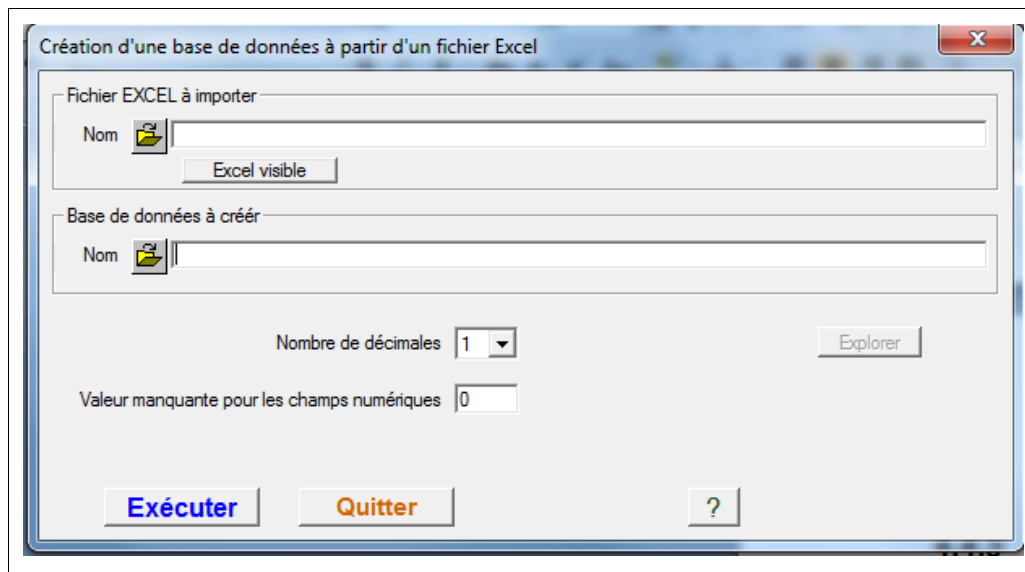 Création d'une base de données à partir d'un fichier Excel
Fichier EXCEL à importer
Nom
Excel visible
Base de données à créér
Nom
Nombre de décimales 1 Explorer
Valeur manquante pour les champs numériques 0
Exécuter Quitter ?